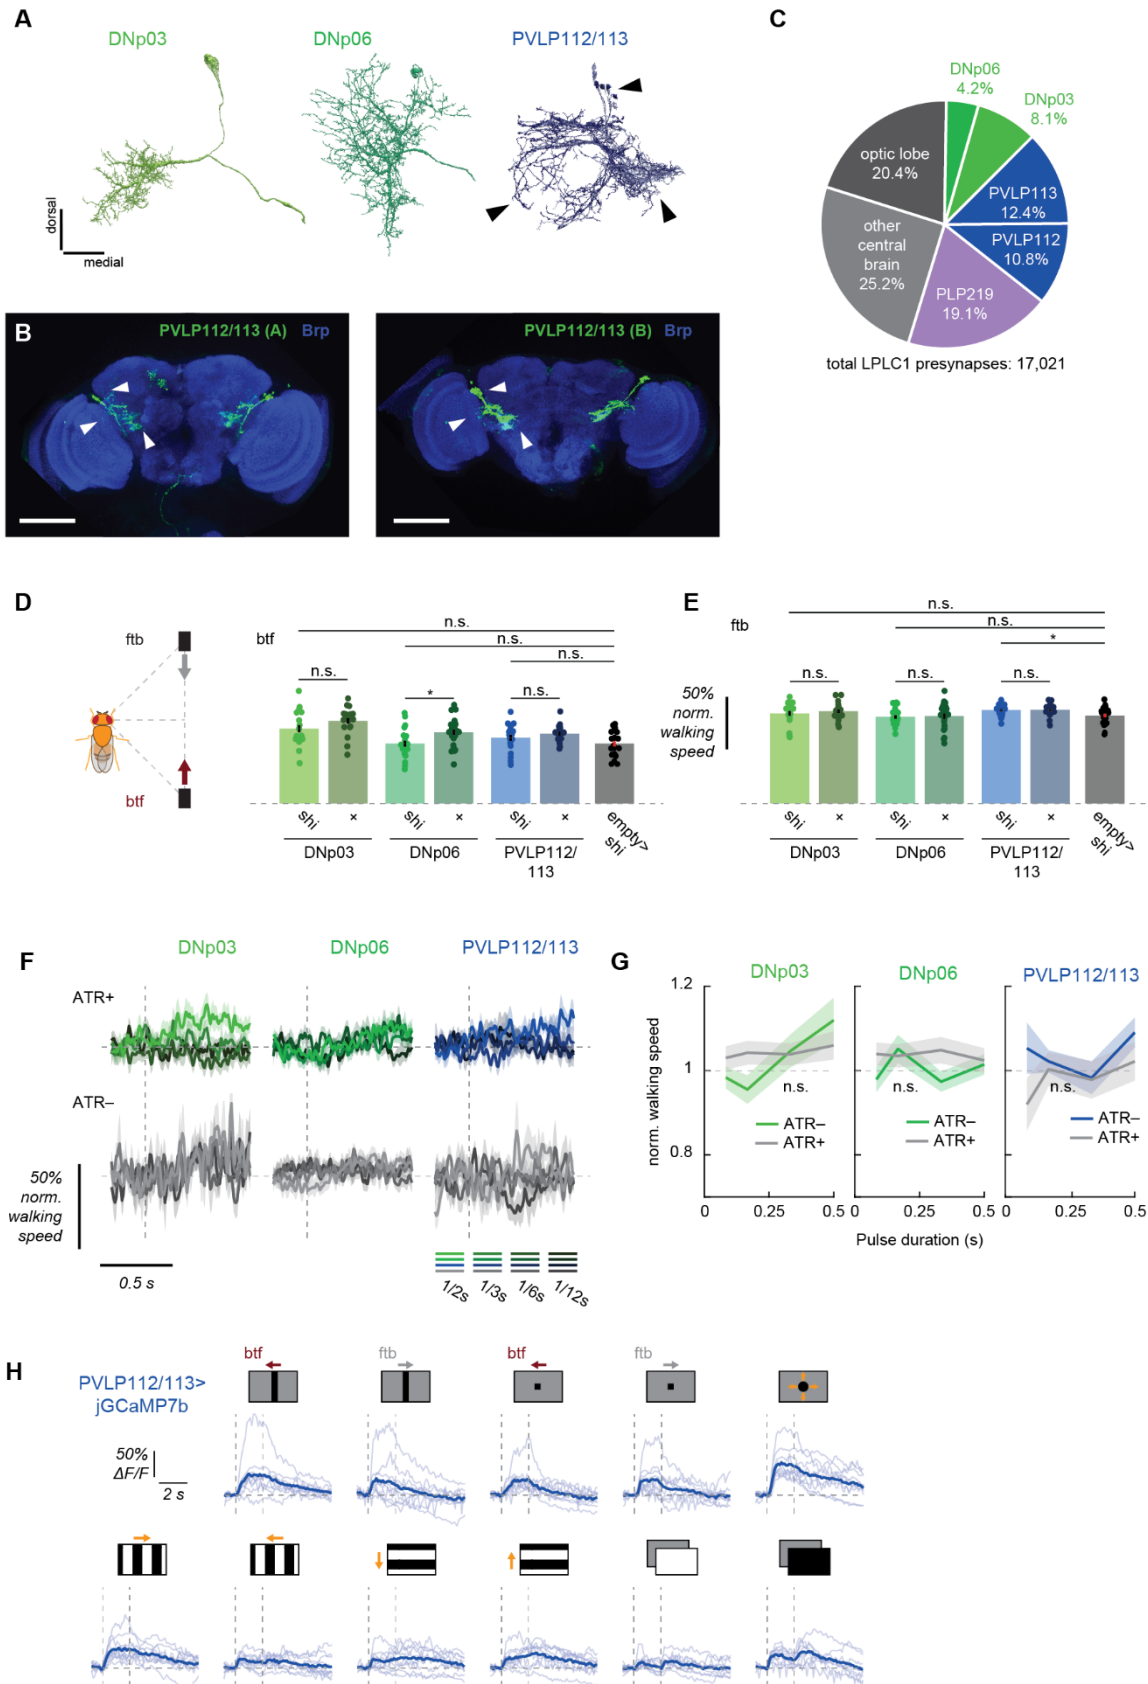 A
DNp03
DNp06
PVLP112/113
dorsal
medial
C
DNp06
4.2%
DNp03
8.1%
optic lobe
20.4%
PVLP113
12.4%
PVLP112
10.8%
other
central
brain
25.2%
PLP219
19.1%
total LPLC1 presynapses: 17,021
B
PVLP112/113 (A) Brp
PVLP112/113 (B) Brp
D
ftb
btf
btf
n.s.
n.s.
n.s.
n.s.
*
n.s.
shi
+
shi
+
shi
+
empty>
shi
DNp03
DNp06
PVLP112/
113
E
ftb
n.s.
n.s.
*
n.s.
n.s.
n.s.
50%
norm.
walking
speed
shi
+
shi
+
shi
+
empty>
shi
DNp03
DNp06
PVLP112/
113
F
DNp03
DNp06
PVLP112/113
ATR+
ATR–
50%
norm.
walking
speed
0.5 s
1/2s
1/3s
1/6s
1/12s
G
DNp03
DNp06
PVLP112/113
norm. walking speed
1.2
1
0.8
n.s.
n.s.
n.s.
ATR–
ATR+
ATR–
ATR+
ATR–
ATR+
0
0.25
0.5
0
0.25
0.5
0
0.25
0.5
Pulse duration (s)
H
PVLP112/113>
jGCaMP7b
btf
ftb
btf
ftb
50%
ΔF/F
2 s